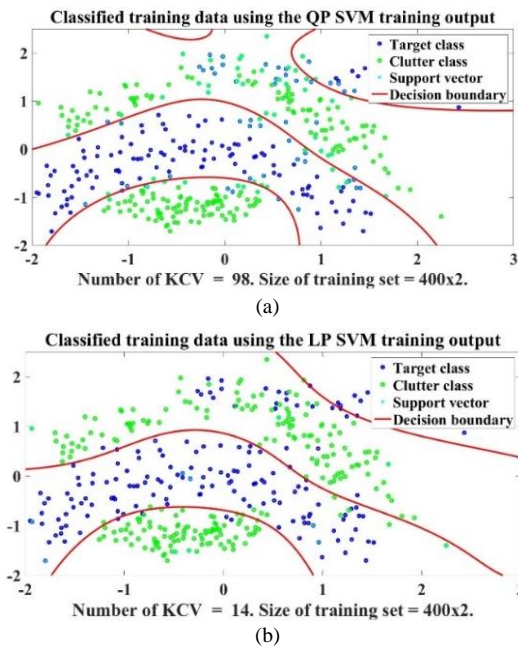 Classified training data using the QP SVM training output
Target class
Clutter class
Support vector
Decision boundary
2
1
0
-1
-2
-2 -1 0 1 2 3
Number of KCV = 98. Size of training set = 400x2.
(a)
Classified training data using the LP SVM training output
Target class
Clutter class
Support vector
Decision boundary
2
1
0
-1
-2
-2 -1 0 1 2 3
Number of KCV = 14. Size of training set = 400x2.
(b)